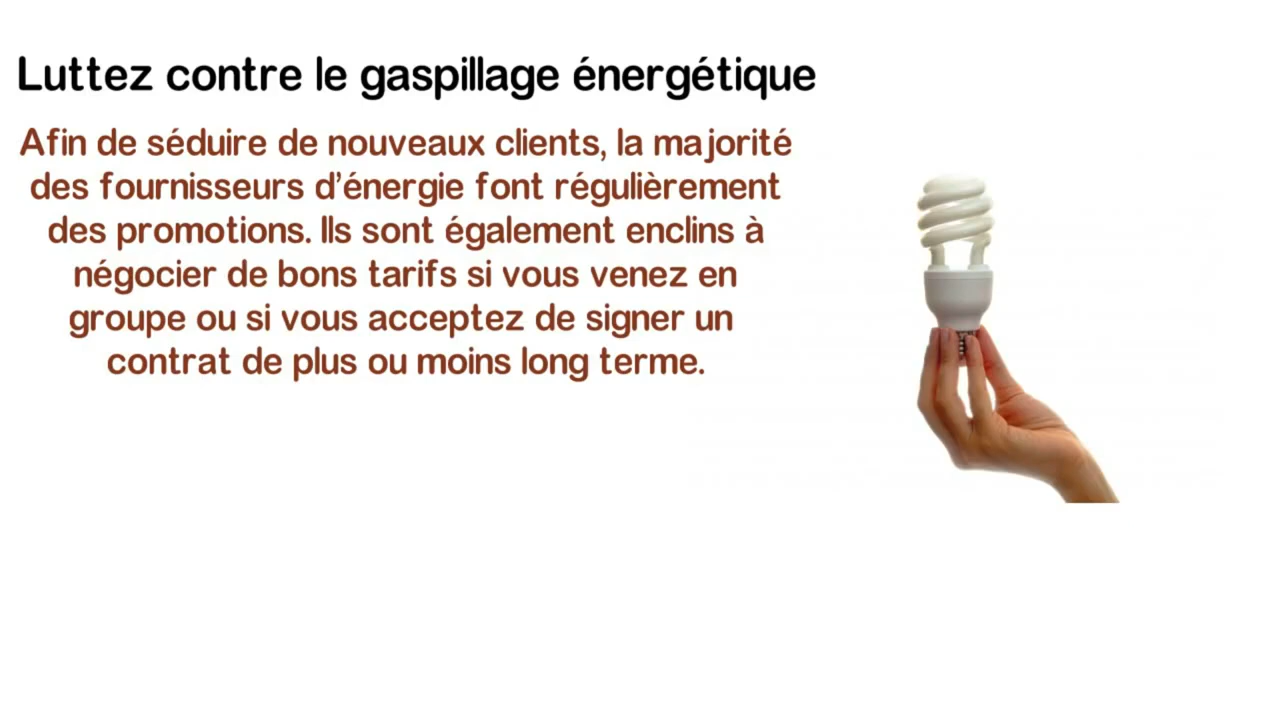 Luttez contre le gaspillage énergétique
Afin de séduire de nouveaux clients, la majorité
des fournisseurs d’énergie font régulièrement
des promotions. Ils sont également enclins à
négocier de bons tarifs si vous venez en
groupe ou si vous acceptez de signer un
contrat de plus ou moins long terme.